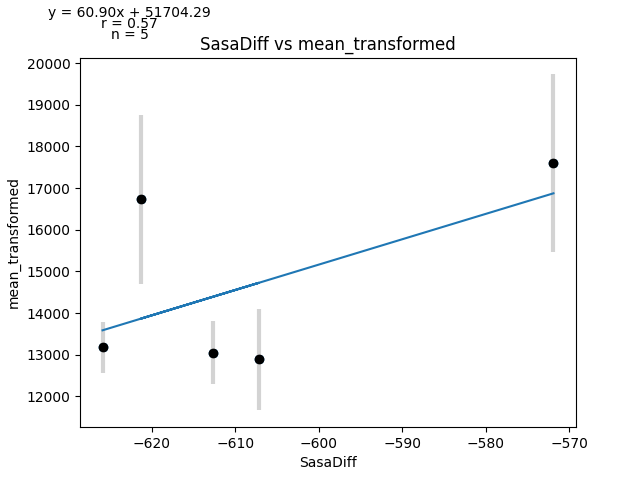 y = 60.90x + 51704.29
r = 0.57
n = 5
SasaDiff vs mean_transformed
20000
19000
18000
17000
16000
15000
14000
13000
12000
mean_transformed
−620
−610
−600
−590
−580
−570
SasaDiff